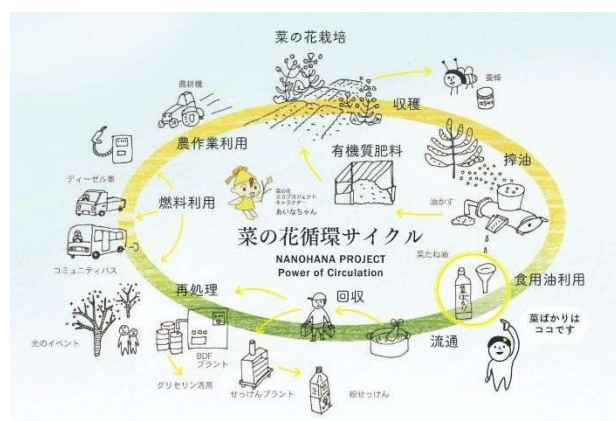 菜の花栽培
養蜂
農耕機
収穫
農作業利用
有機質肥料
搾油
ディーゼル車
燃料利用
菜の花
エコプロジェクト
キャラクター
あいなちゃん
油かす
菜の花循環サイクル
NANOHANA PROJECT
Power of Circulation
菜たね油
コミュニティバス
食用油利用
再処理
回収
菜ばかりは
ココです
流通
光のイベント
BDF
プラント
グリセリン活用
せっけんプラント
粉せっけん